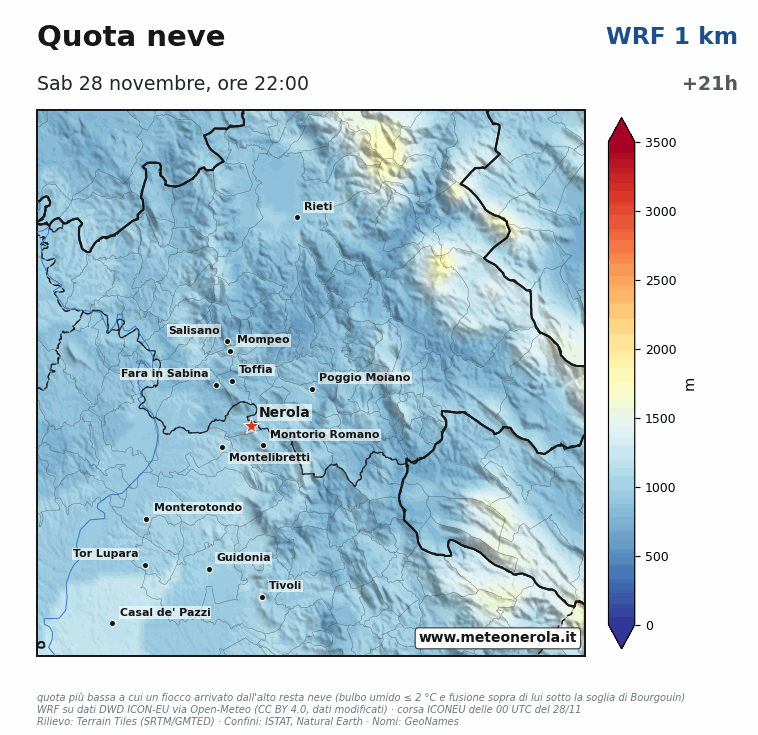 Quota neve
WRF 1 km
Sab 28 novembre, ore 22:00
+21h
Rieti
Salisano
Mompeo
Toffia
Fara in Sabina
Poggio Moiano
Nerola
Montorio Romano
Montelibretti
Monterotondo
Tor Lupara
Guidonia
Tivoli
Casal de' Pazzi
www.meteonerola.it
3500
3000
2500
2000
1500
1000
500
0
m
quota più bassa a cui un fiocco arrivato dall'alto resta neve (bulbo umido ≤ 2 °C e fusione sopra di lui sotto la soglia di Bourgouin)
WRF su dati DWD ICON-EU via Open-Meteo (CC BY 4.0, dati modificati) · corsa ICONEU delle 00 UTC del 28/11
Rilievo: Terrain Tiles (SRTM/GMTED) · Confini: ISTAT, Natural Earth · Nomi: GeoNames